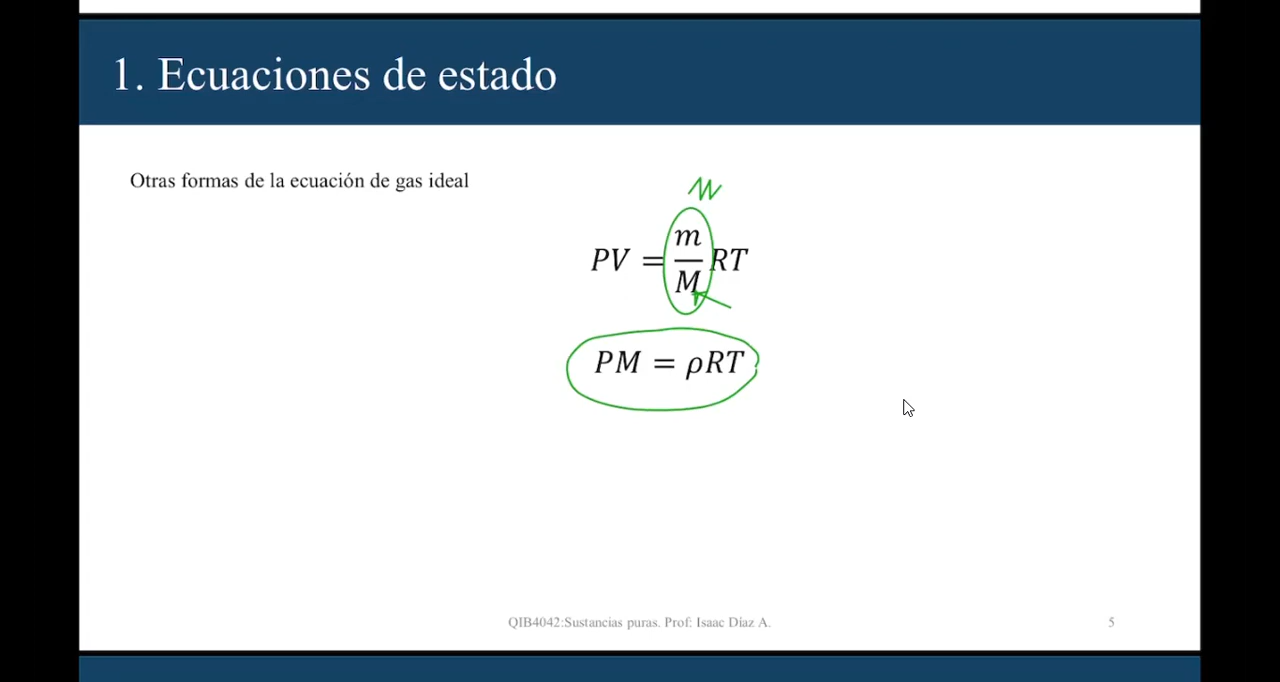 1. Ecuaciones de estado
Otras formas de la ecuación de gas ideal
PV = m/M RT
PM = ρRT
QIB4042:Sustancias puras. Prof: Isaac Díaz A.
5